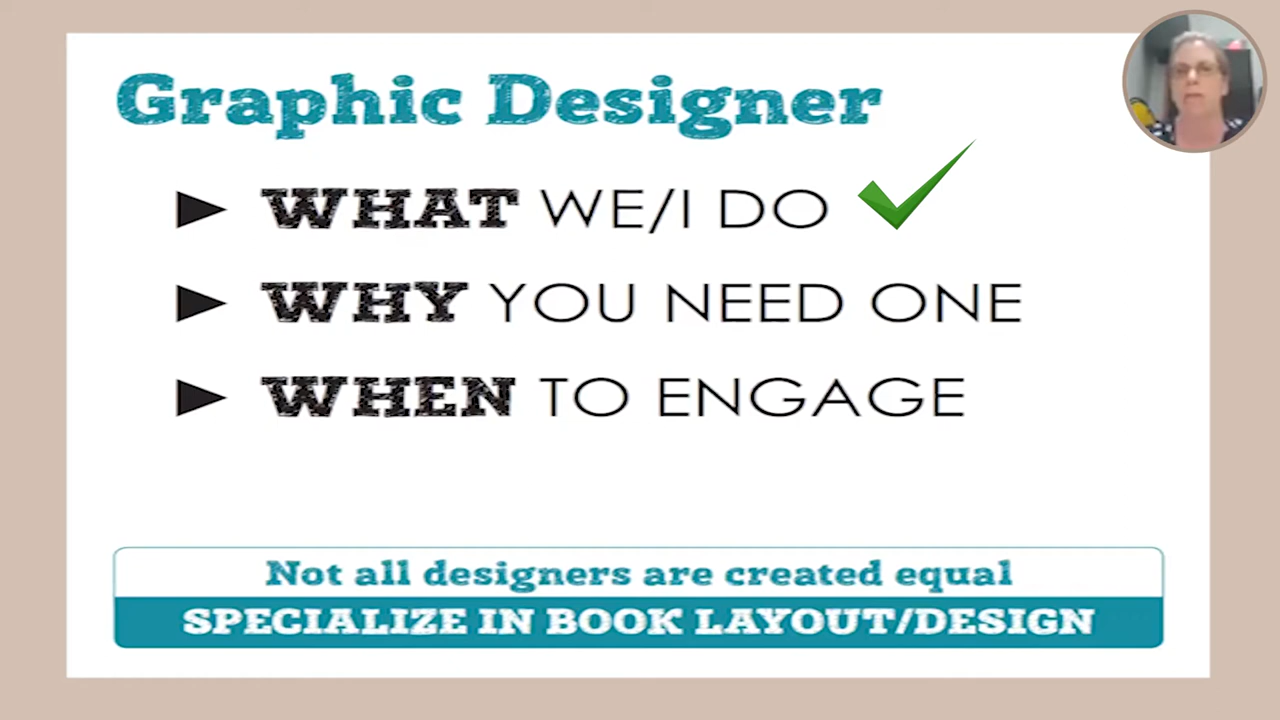 Graphic Designer
WHAT WE/I DO
WHY YOU NEED ONE
WHEN TO ENGAGE
Not all designers are created equal
SPECIALIZE IN BOOK LAYOUT/DESIGN